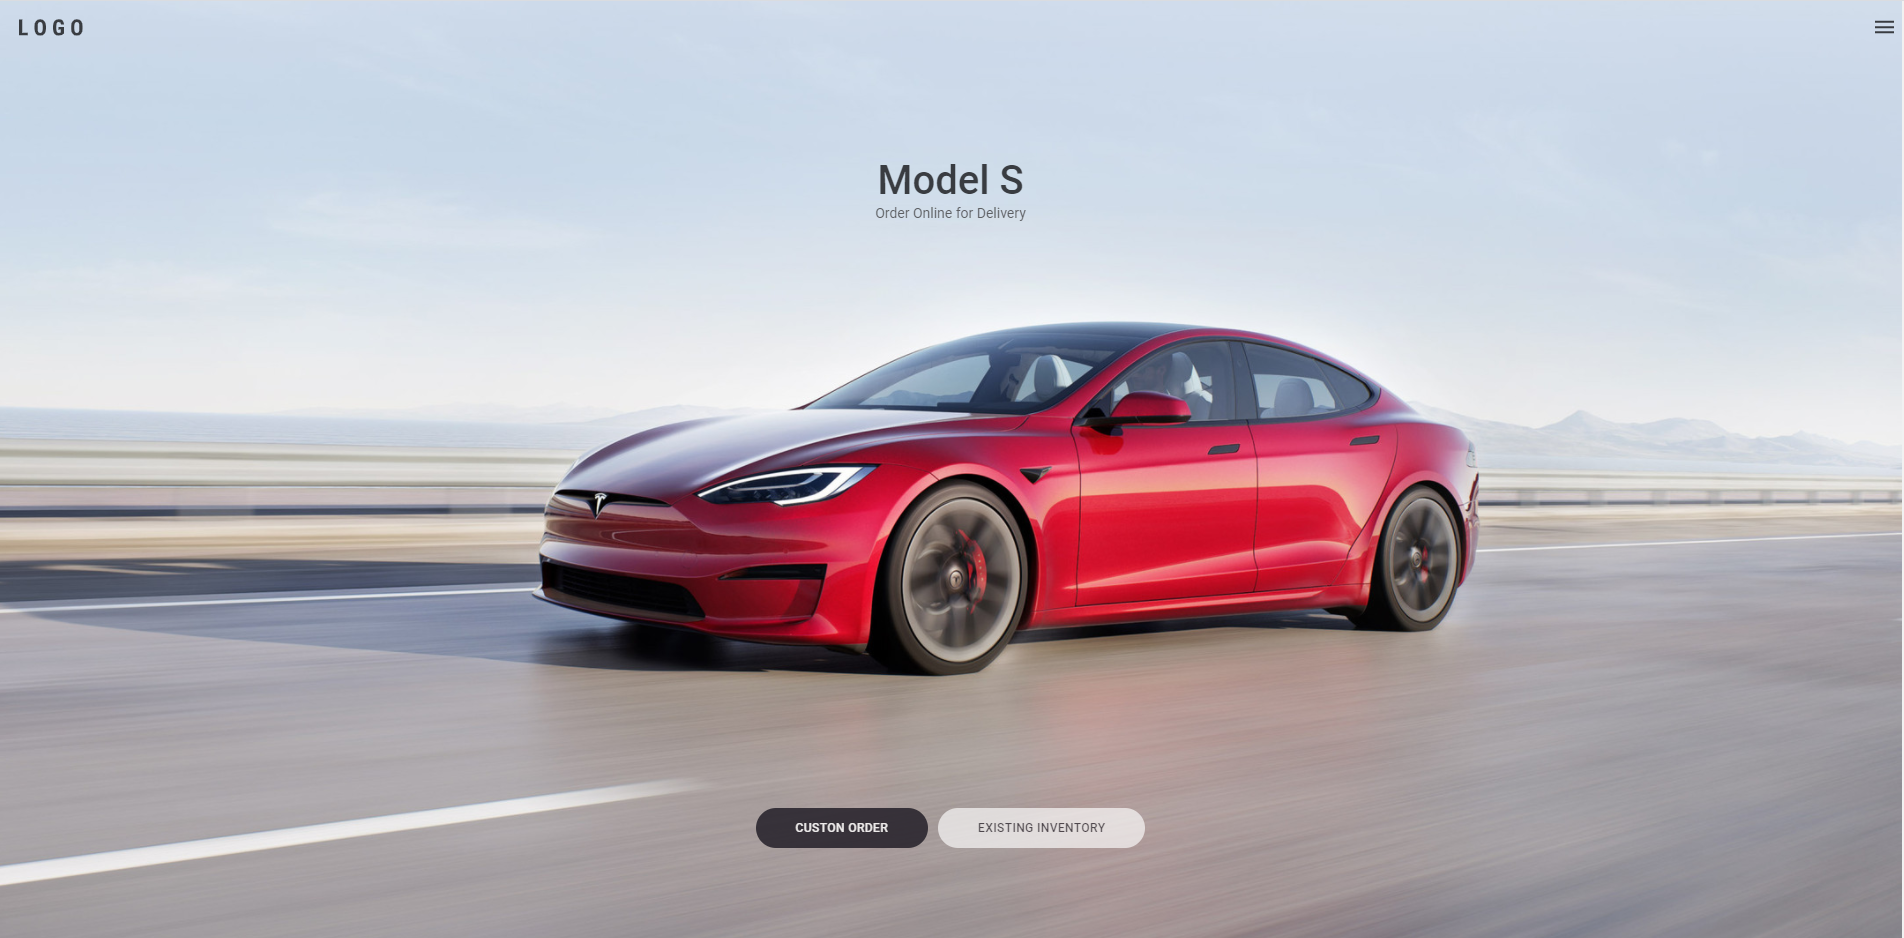 LOGO
Model S
Order Online for Delivery
CUSTON ORDER
EXISTING INVENTORY